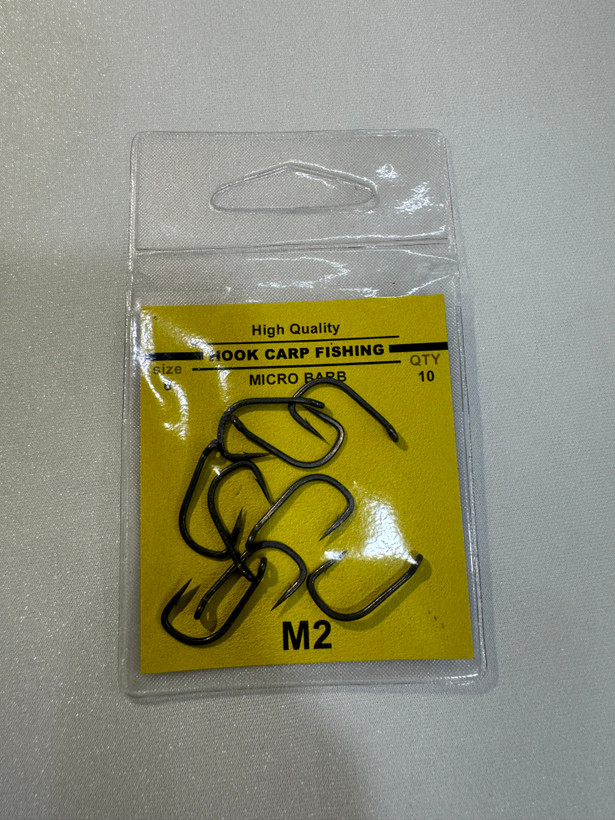 High Quality
HOOK CARP FISHING
size QTY
MICRO BARB
10
M2